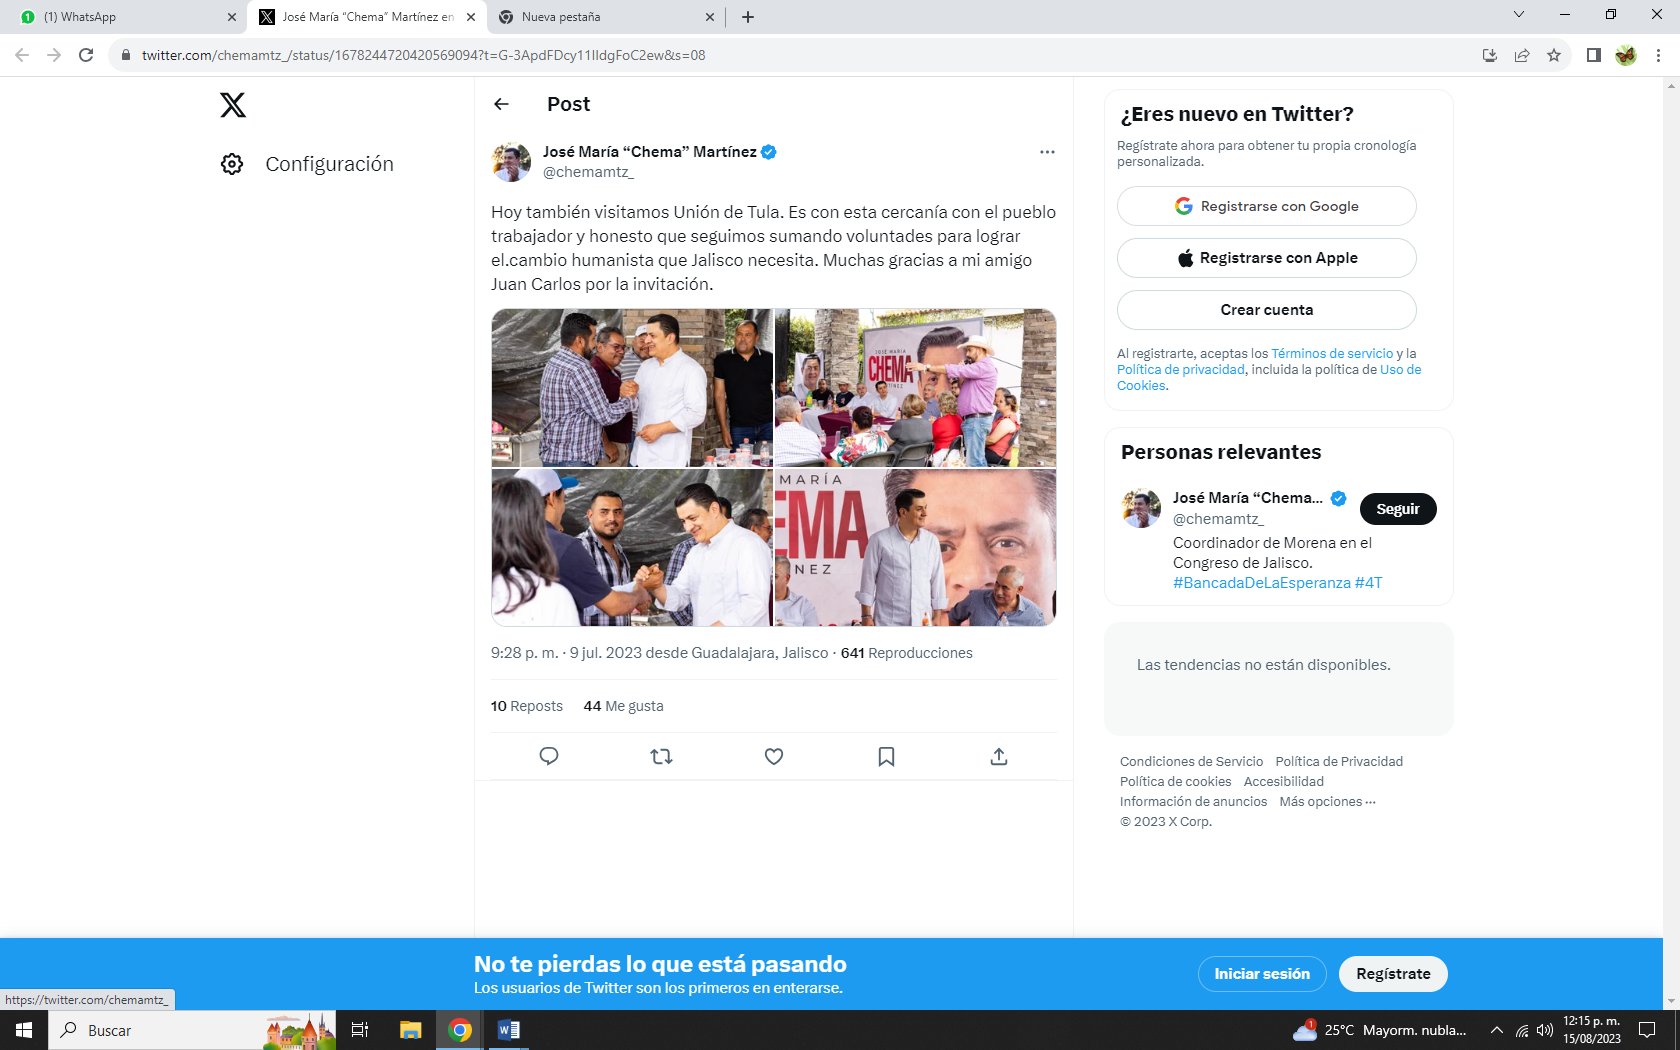 (1) WhatsApp
José María “Chema” Martínez en
Nueva pestaña
twitter.com/chemamtz_/status/1678244720420569094?t=G-3ApdFDcy11lldgFoC2ew&s=08
Configuración
Post
José María “Chema” Martínez
@chemamtz_
Hoy también visitamos Unión de Tula. Es con esta cercanía con el pueblo
trabajador y honesto que seguimos sumando voluntades para lograr
el.cambio humanista que Jalisco necesita. Muchas gracias a mi amigo
Juan Carlos por la invitación.
JOSÉ MARÍA
CHEMA
TINEZ
MARÍA
EMA
INEZ
9:28 p. m. · 9 jul. 2023 desde Guadalajara, Jalisco · 641 Reproducciones
10 Reposts 44 Me gusta
¿Eres nuevo en Twitter?
Regístrate ahora para obtener tu propia cronología
personalizada.
Registrarse con Google
Registrarse con Apple
Crear cuenta
Al registrarte, aceptas los Términos de servicio y la
Política de privacidad, incluida la política de Uso de
Cookies.
Personas relevantes
José María “Chema...
@chemamtz_
Seguir
Coordinador de Morena en el
Congreso de Jalisco.
#BancadaDeLaEsperanza #4T
Las tendencias no están disponibles.
Condiciones de Servicio Política de Privacidad
Política de cookies Accesibilidad
Información de anuncios Más opciones ···
© 2023 X Corp.
No te pierdas lo que está pasando
Los usuarios de Twitter son los primeros en enterarse.
Iniciar sesión
Regístrate
https://twitter.com/chemamtz_
Buscar
1
25°C Mayorm. nubla...
12:15 p. m.
15/08/2023